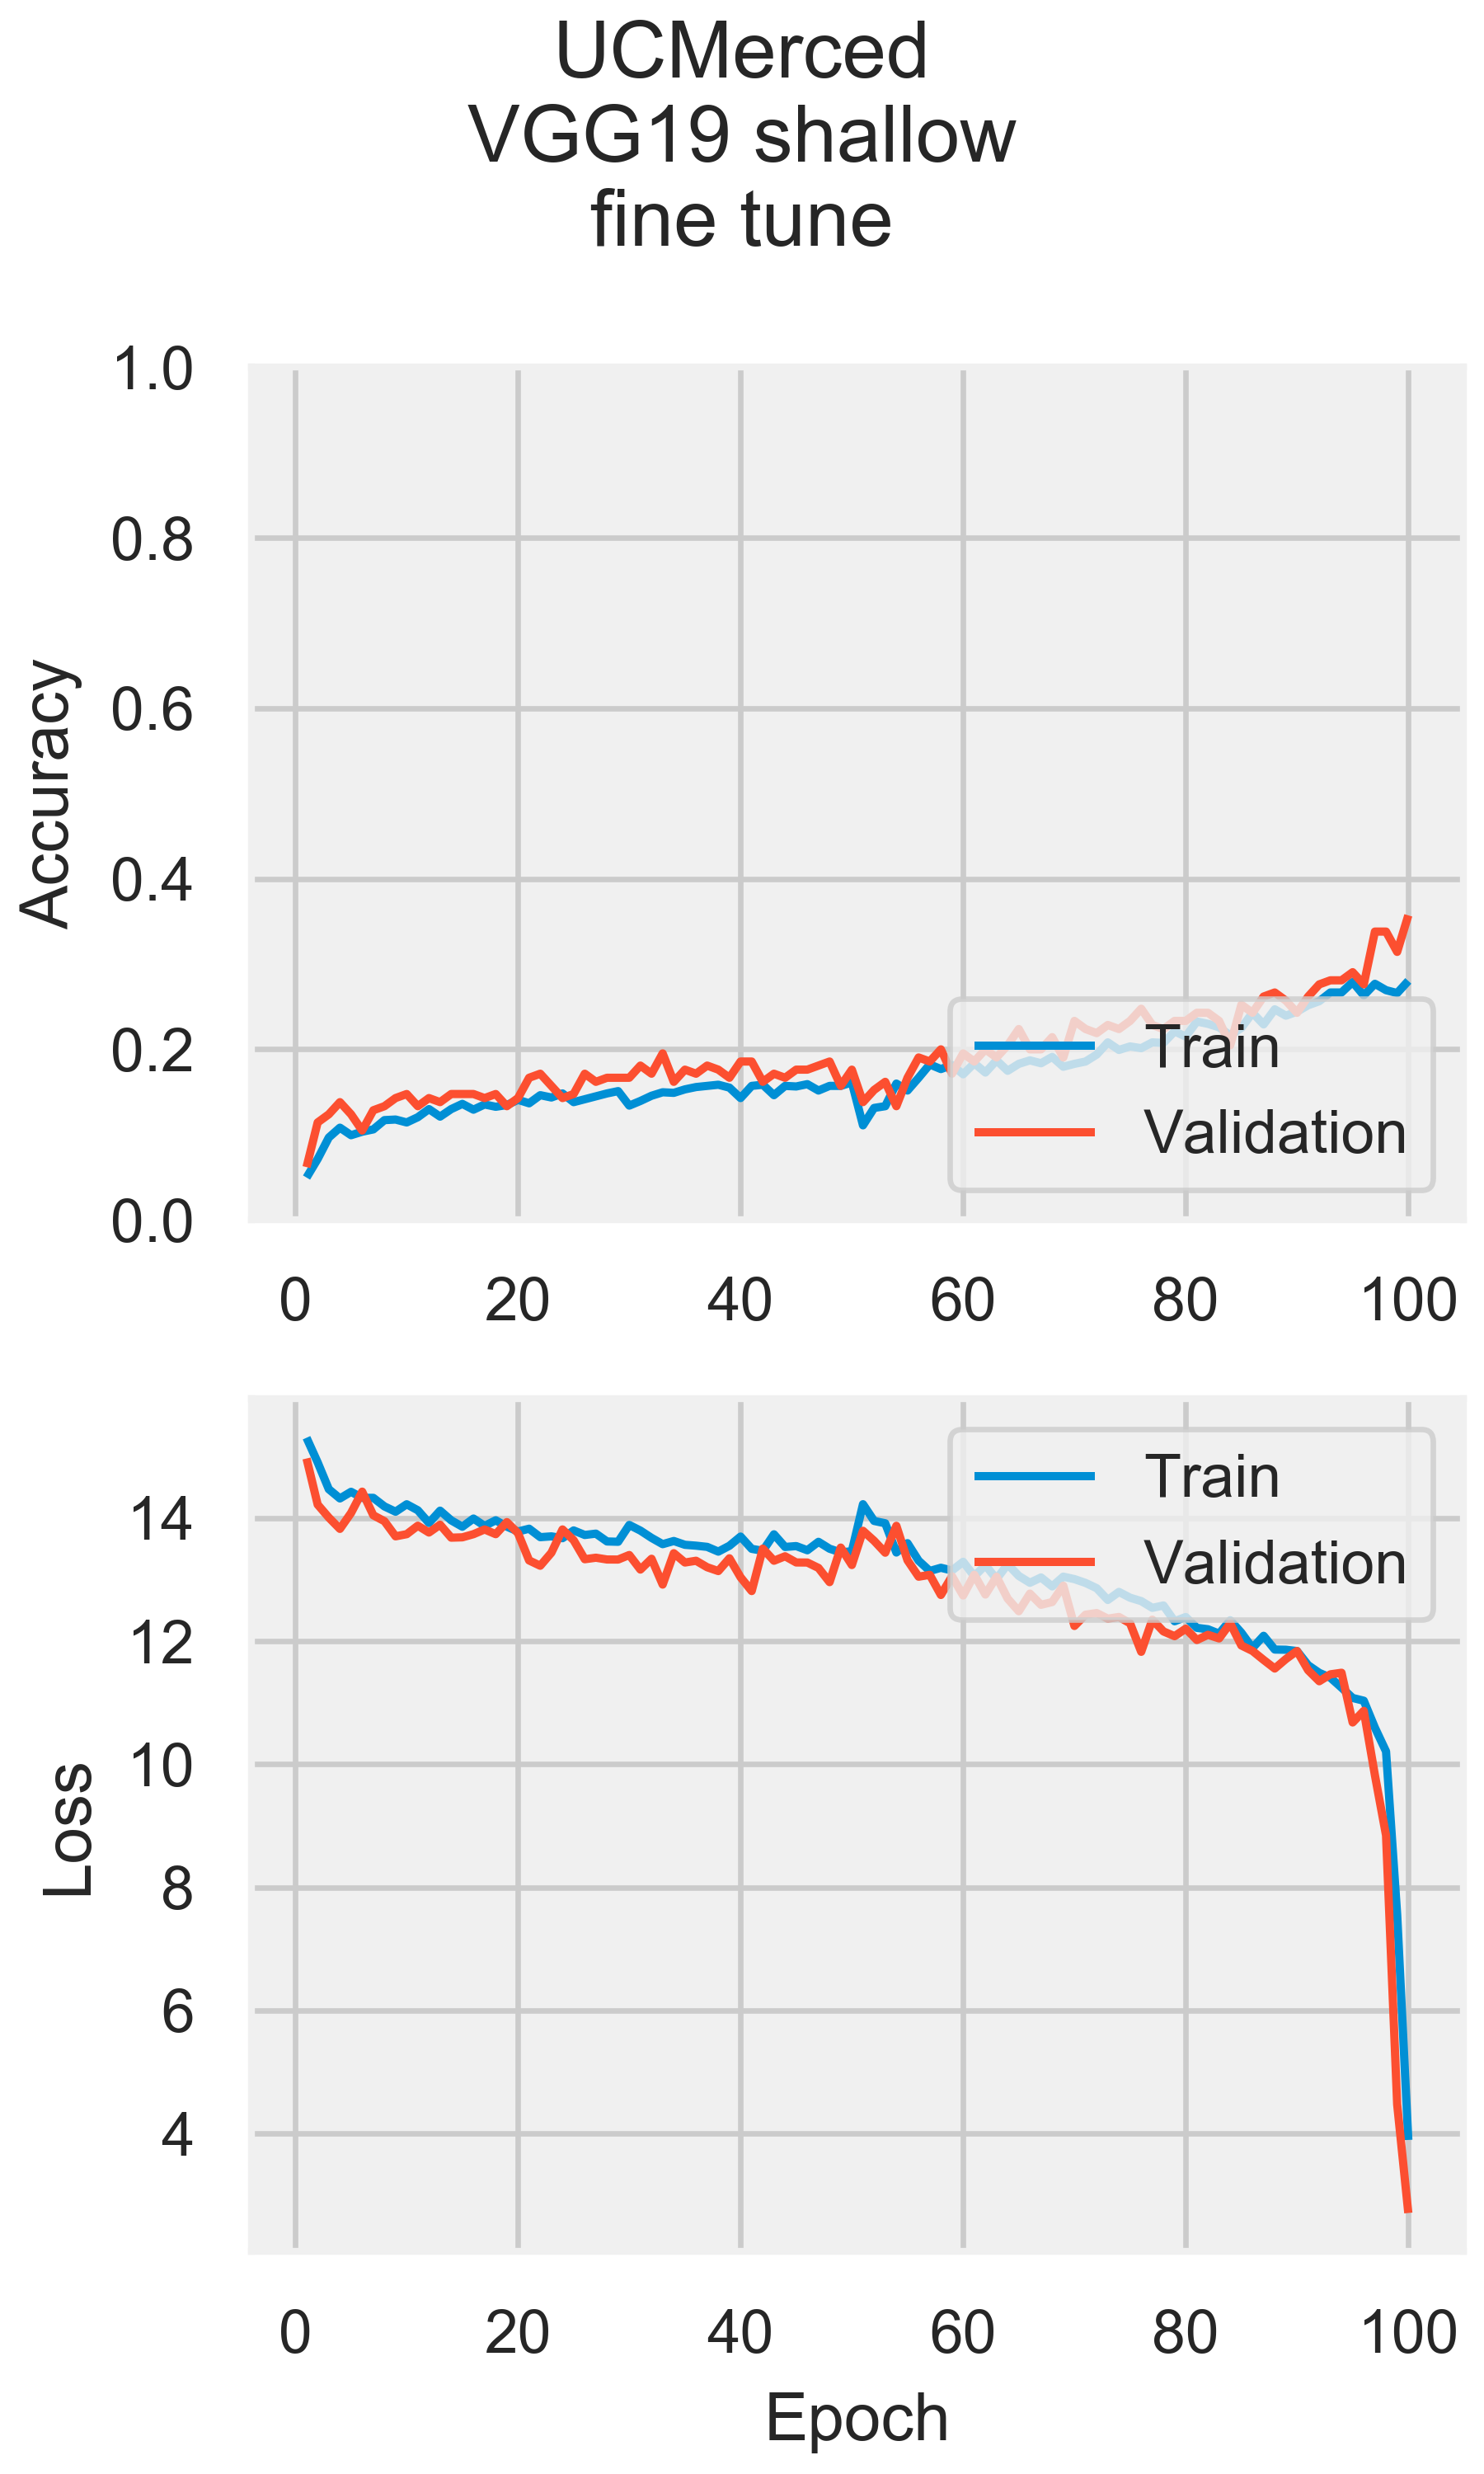 UCMerced
VGG19 shallow
fine tune
1.0
0.8
0.6
0.4
0.2
0.0
Accuracy
Train
Validation
0 20 40 60 80 100
14
12
10
8
6
4
Loss
Train
Validation
0 20 40 60 80 100
Epoch